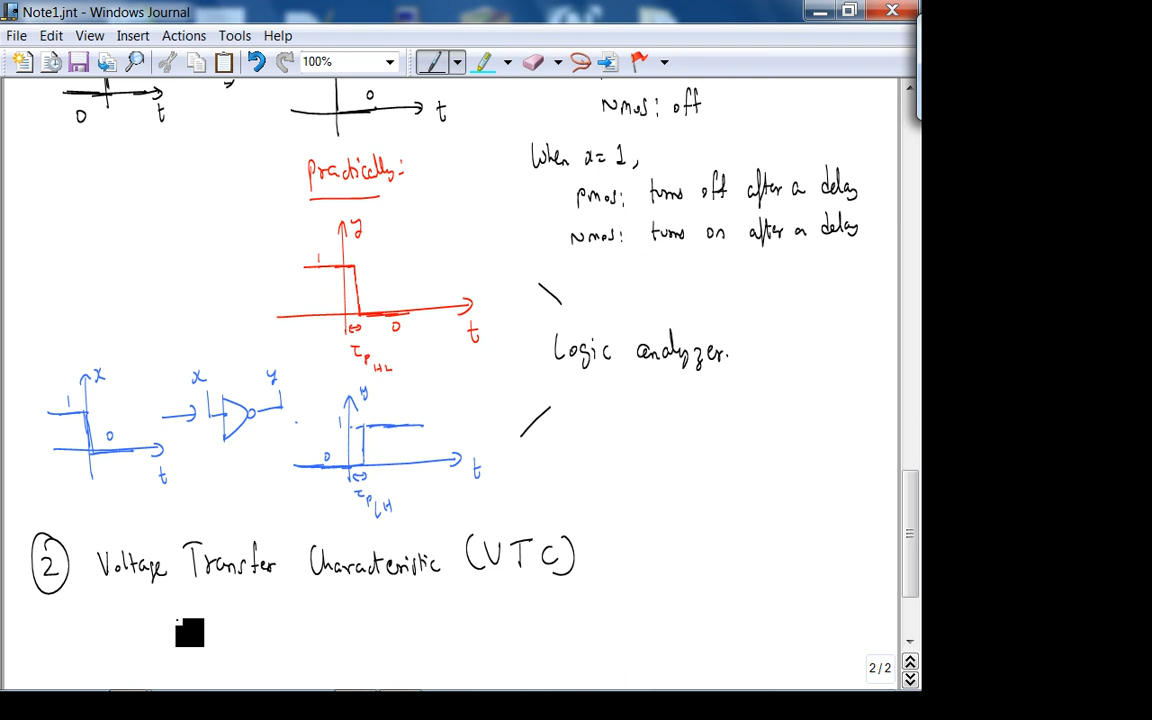 Note1.jnt - Windows Journal
File Edit View Insert Actions Tools Help
100%
0 t
0 t
NMOS: off
When x = 1,
PMOS: turns off after a delay
NMOS: turns on after a delay
Practically:
y
1
0
t
τPHL
Logic analyzer.
x
1
0
t
x y
y
1
0
t
τPLH
2 Voltage Transfer Characteristic (VTC)
2/2